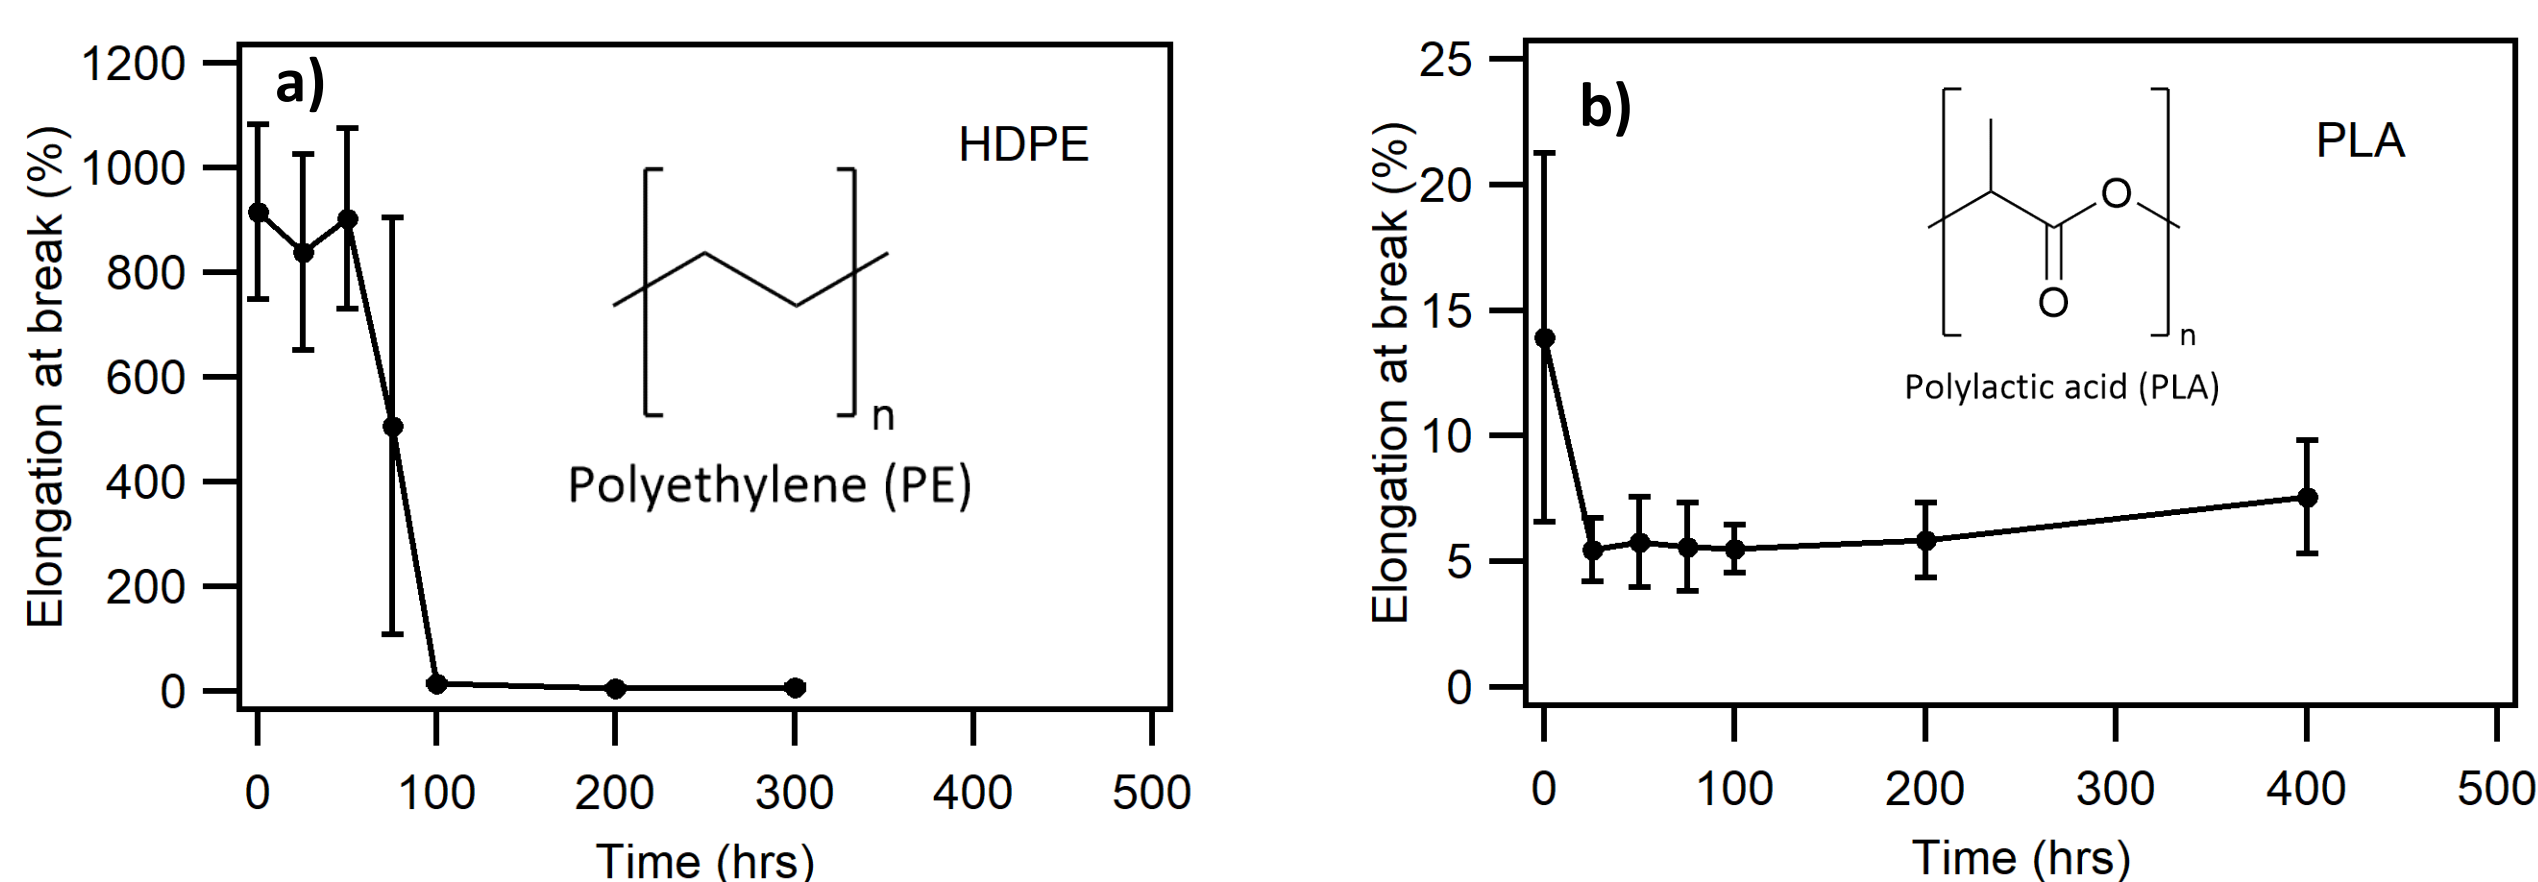 a)
HDPE
Elongation at break (%)
1200
1000
800
600
400
200
0
n
Polyethylene (PE)
0 100 200 300 400 500
Time (hrs)
b)
PLA
Elongation at break (%)
25
20
15
10
5
0
O
O
n
Polylactic acid (PLA)
0 100 200 300 400 500
Time (hrs)